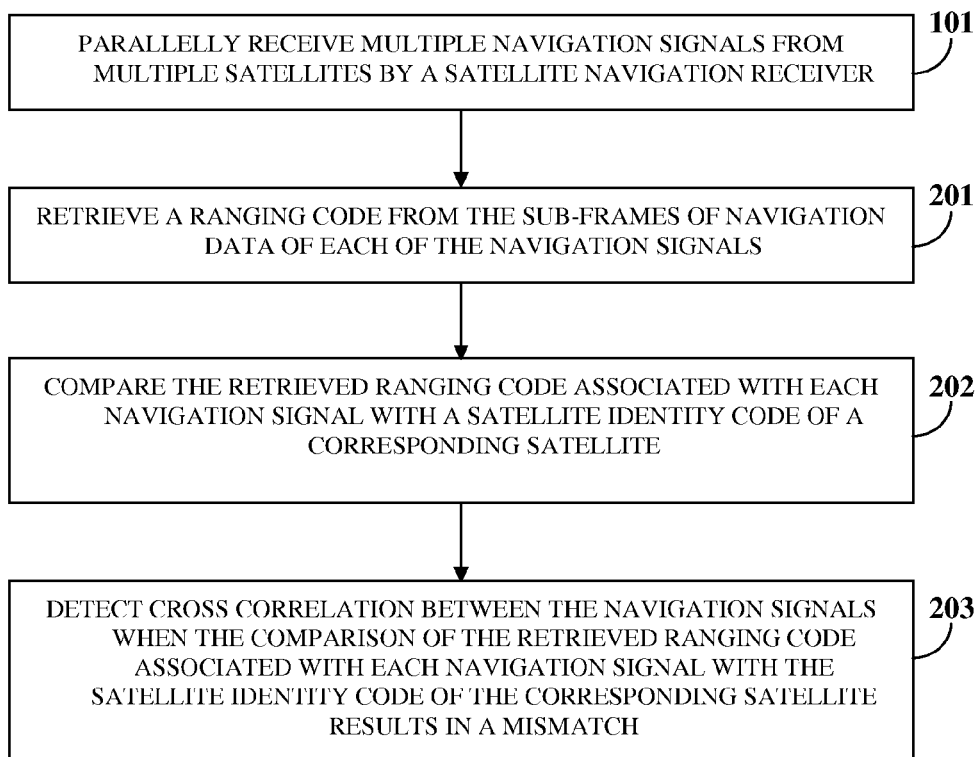 101
PARALLELLY RECEIVE MULTIPLE NAVIGATION SIGNALS FROM
MULTIPLE SATELLITES BY A SATELLITE NAVIGATION RECEIVER
201
RETRIEVE A RANGING CODE FROM THE SUB-FRAMES OF NAVIGATION
DATA OF EACH OF THE NAVIGATION SIGNALS
202
COMPARE THE RETRIEVED RANGING CODE ASSOCIATED WITH EACH
NAVIGATION SIGNAL WITH A SATELLITE IDENTITY CODE OF A
CORRESPONDING SATELLITE
203
DETECT CROSS CORRELATION BETWEEN THE NAVIGATION SIGNALS
WHEN THE COMPARISON OF THE RETRIEVED RANGING CODE
ASSOCIATED WITH EACH NAVIGATION SIGNAL WITH THE
SATELLITE IDENTITY CODE OF THE CORRESPONDING SATELLITE
RESULTS IN A MISMATCH